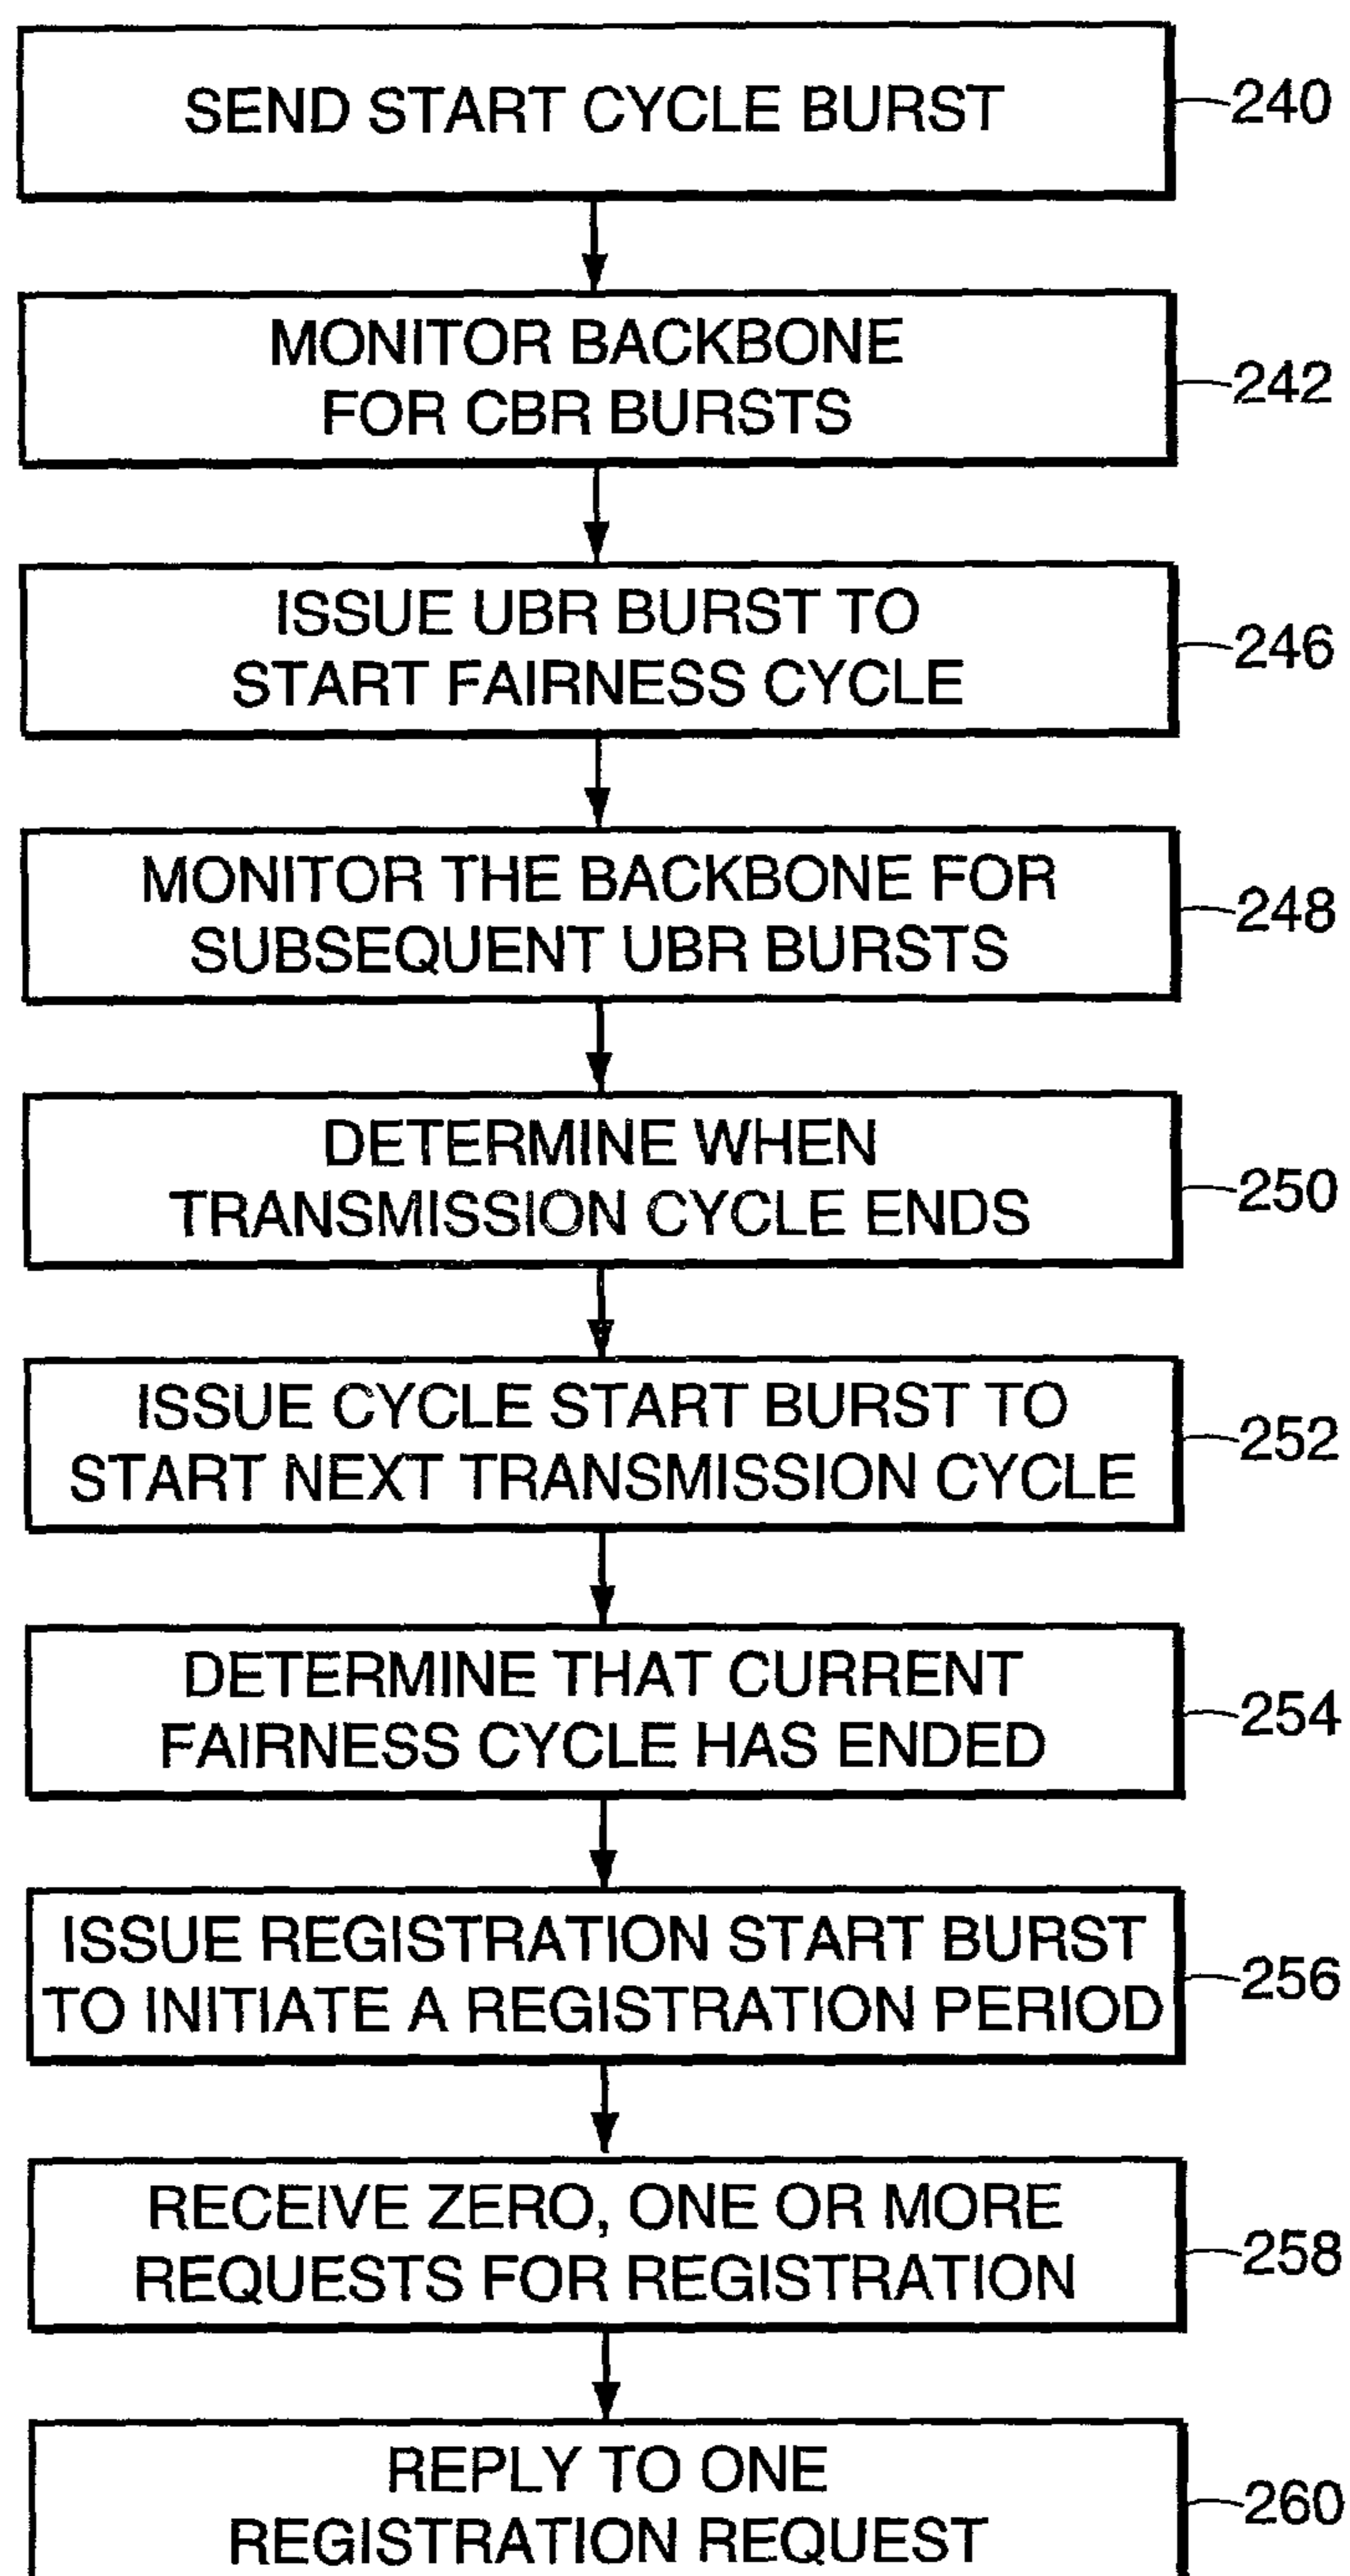 SEND START CYCLE BURST
240
MONITOR BACKBONE
FOR CBR BURSTS
242
ISSUE UBR BURST TO
START FAIRNESS CYCLE
246
MONITOR THE BACKBONE FOR
SUBSEQUENT UBR BURSTS
248
DETERMINE WHEN
TRANSMISSION CYCLE ENDS
250
ISSUE CYCLE START BURST TO
START NEXT TRANSMISSION CYCLE
252
DETERMINE THAT CURRENT
FAIRNESS CYCLE HAS ENDED
254
ISSUE REGISTRATION START BURST
TO INITIATE A REGISTRATION PERIOD
256
RECEIVE ZERO, ONE OR MORE
REQUESTS FOR REGISTRATION
258
REPLY TO ONE
REGISTRATION REQUEST
260